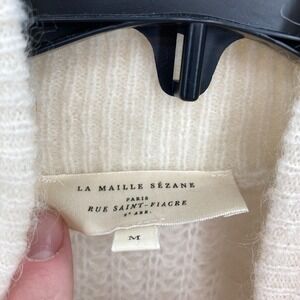 LA MAILLE SÉZANE
PARIS
RUE SAINT-FIACRE
2e ARR.
M